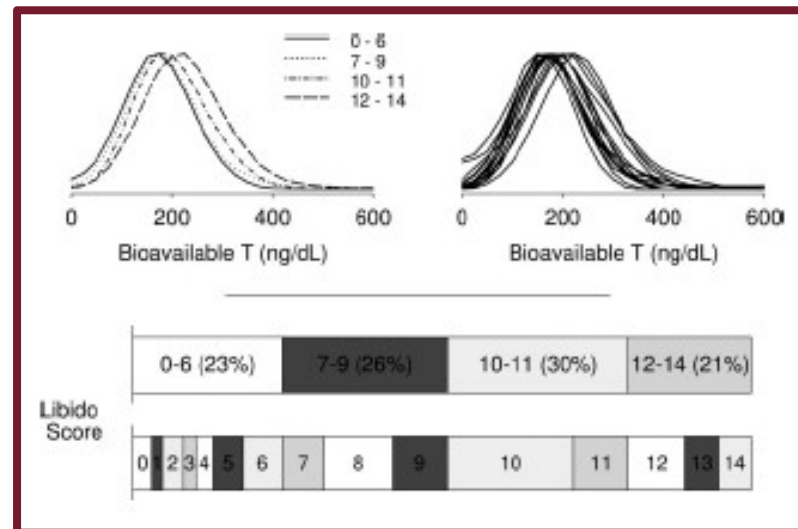 0 - 6
7 - 9
10 - 11
12 - 14
0 200 400 600
Bioavailable T (ng/dL)
0 200 400 600
Bioavailable T (ng/dL)
Libido
Score
0-6 (23%) 7-9 (26%) 10-11 (30%) 12-14 (21%)
0 1 2 3 4 5 6 7 8 9 10 11 12 13 14